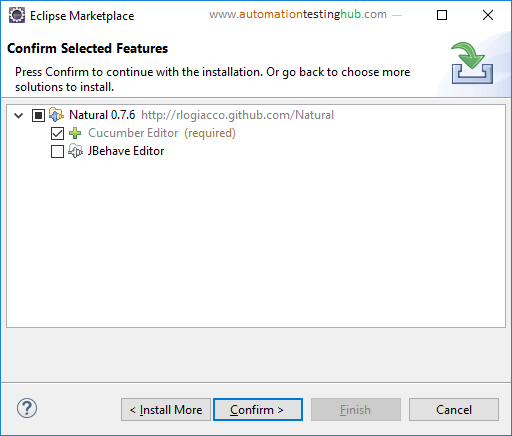 Eclipse Marketplace
www.automationtestinghub.com
Confirm Selected Features
Press Confirm to continue with the installation. Or go back to choose more
solutions to install.
Natural 0.7.6 http://rlogiacco.github.com/Natural
Cucumber Editor (required)
JBehave Editor
?
< Install More
Confirm >
Finish
Cancel